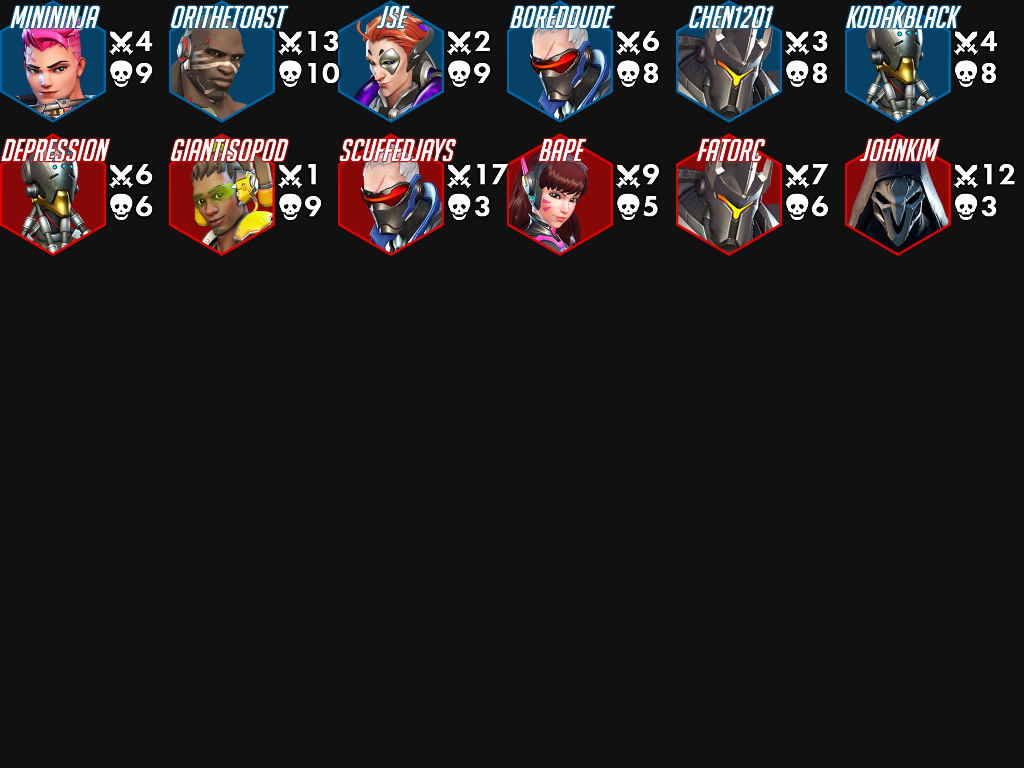 MINININJA ORITHETOAST JSE BOREDDUDE CHEN1201 KODAKBLACK
4 13 2 6 3 4
9 10 9 8 8 8
DEPRESSION GIANTISOPOD SCUFFEDJAYS BAPE FATORC JOHNKIM
6 1 17 9 7 12
6 9 3 5 6 3